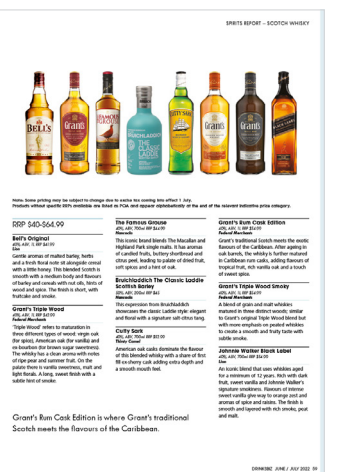 SPIRITS REPORT – SCOTCH WHISKY
BELL'S
Grant's
FAMOUS GROUSE
BRUICHLADDICH
THE CLASSIC LADDIE
CUTTY SARK
Grant's
Grant's
Note: Some pricing may be subject to change due to excise tax coming into effect 1 July.
Products without specific RRPs available are listed as POA and appear alphabetically at the end of the relevant indicative price category.
RRP $40-$64.99
Bell's Original
40% ABV, 1L RRP $41.99
Lion
Gentle aromas of malted barley, herbs
and a fresh floral note sit alongside cereal
with a little honey. This blended Scotch is
smooth with a medium body and flavours
of barley and cereals with nut oils, hints of
wood and spice. The finish is short, with
fruitcake and smoke.
Grant's Triple Wood
40% ABV, 1L RRP
Federal Merchants
'Triple Wood' refers to maturation in
three different types of wood: virgin oak
(for spice), American oak (for vanilla) and
ex-bourbon (for brown sugar sweetness).
The whisky has a clean aroma with notes
of ripe pear and summer fruit. On the
palate there is vanilla sweetness, malt and
light florals. A long, sweet finish with a
subtle hint of smoke.
The Famous Grouse
40% ABV, 700ml RRP $44.99
This iconic brand blends The Macallan and
Highland Park single malts. It has aromas
of candied fruits, buttery shortbread and
citrus peel, leading to palate of dried fruit,
soft spices and a hint of oak.
Bruichladdich The Classic Laddie
Scottish Barley
50% ABV, 200ml RRP $45
This expression from Bruichladdich
showcases the classic Laddie style: elegant
and floral with a signature salt-citrus tang.
Cutty Sark
40% ABV, 700ml RRP
American oak casks dominate the flavour
of this blended whisky with a share of first
fill ex-sherry cask adding extra depth and
a smooth mouth feel.
Grant's Rum Cask Edition
40% ABV, 1L RRP $54.99
Federal Merchants
Grant's traditional Scotch meets the exotic
flavours of the Caribbean. After ageing in
oak barrels, the whisky is further matured
in Caribbean rum casks, adding flavours of
tropical fruit, rich vanilla oak and a touch
of sweet spice.
Grant's Triple Wood Smoky
40% ABV, 1L RRP $54.99
Federal Merchants
A blend of grain and malt whiskies
matured in three distinct woods; similar
to Grant's original Triple Wood blend but
with more emphasis on peated whiskies
to create a smooth and fruity taste with
subtle smoke.
Johnnie Walker Black Label
40% ABV, 700ml RRP $54.99
Lion
An iconic blend that uses whiskies aged
for a minimum of 12 years. Rich with dark
fruit, sweet vanilla and Johnnie Walker's
signature smokiness. Flavours of intense
sweet vanilla give way to orange zest and
aromas of spice and raisins. The finish is
smooth and layered with rich smoke, peat
and malt.
Grant's Rum Cask Edition is where Grant's traditional
Scotch meets the flavours of the Caribbean.
DRINKSBIZ JUNE / JULY 2022 59